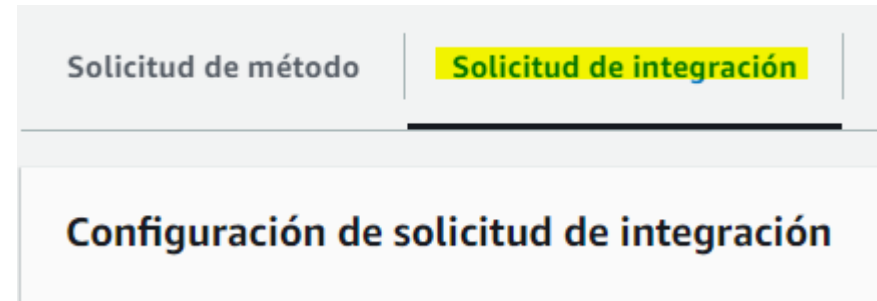 Solicitud de método
Solicitud de integración
Configuración de solicitud de integración